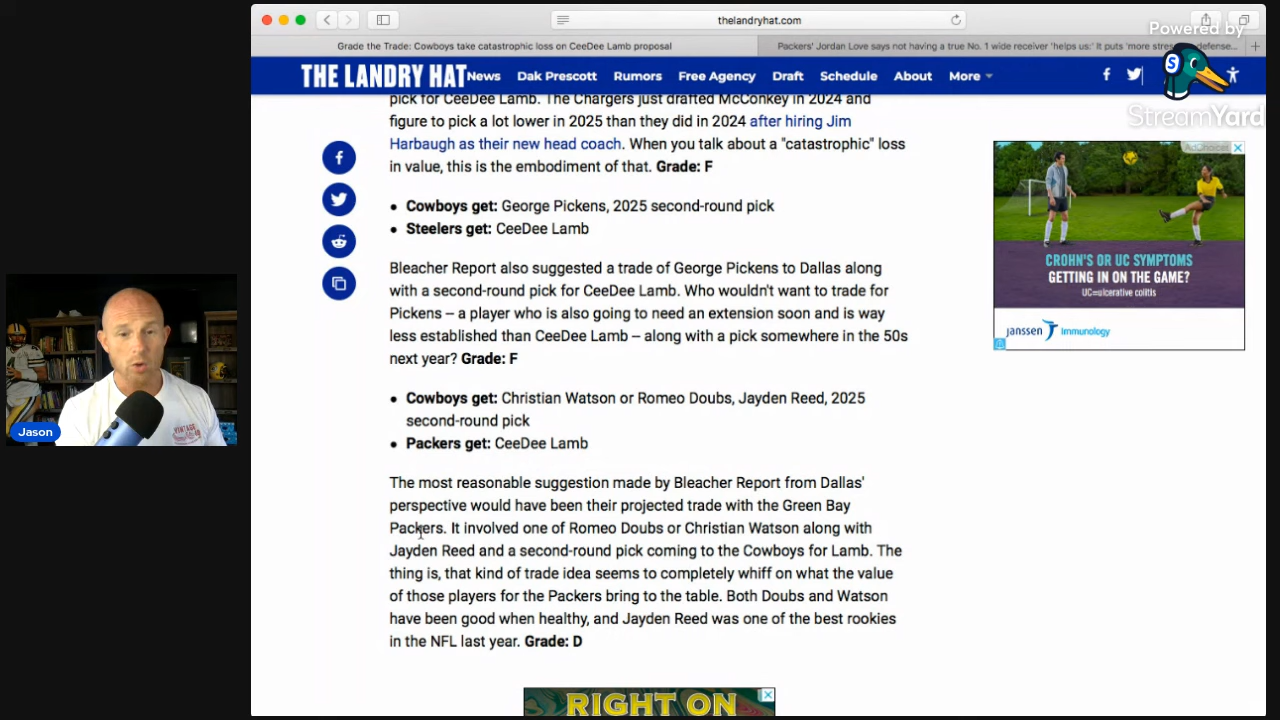 thelandryhat.com
Grade the Trade: Cowboys take catastrophic loss on CeeDee Lamb proposal
Packers' Jordan Love says not having a true No. 1 wide receiver 'helps us:' It puts 'more
Powered by
StreamYard
THE LANDRY HAT
News Dak Prescott Rumors Free Agency Draft Schedule About More
pick for CeeDee Lamb. The Chargers just drafted McConkey in 2024 and
figure to pick a lot lower in 2025 than they did in 2024 after hiring Jim
Harbaugh as their new head coach. When you talk about a "catastrophic" loss
in value, this is the embodiment of that. Grade: F
• Cowboys get: George Pickens, 2025 second-round pick
• Steelers get: CeeDee Lamb
Bleacher Report also suggested a trade of George Pickens to Dallas along
with a second-round pick for CeeDee Lamb. Who wouldn't want to trade for
Pickens – a player who is also going to need an extension soon and is way
less established than CeeDee Lamb – along with a pick somewhere in the 50s
next year? Grade: F
• Cowboys get: Christian Watson or Romeo Doubs, Jayden Reed, 2025
second-round pick
• Packers get: CeeDee Lamb
The most reasonable suggestion made by Bleacher Report from Dallas'
perspective would have been their projected trade with the Green Bay
Packers. It involved one of Romeo Doubs or Christian Watson along with
Jayden Reed and a second-round pick coming to the Cowboys for Lamb. The
thing is, that kind of trade idea seems to completely whiff on what the value
of those players for the Packers bring to the table. Both Doubs and Watson
have been good when healthy, and Jayden Reed was one of the best rookies
in the NFL last year. Grade: D
RIGHT ON
AdChoices
CROHN'S OR UC SYMPTOMS
GETTING IN ON THE GAME?
UC=ulcerative colitis
janssen Immunology
Jason